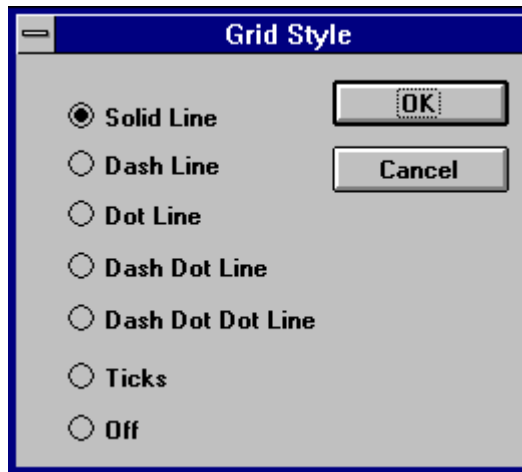 Grid Style
Solid Line
OK
Dash Line
Cancel
Dot Line
Dash Dot Line
Dash Dot Dot Line
Ticks
Off